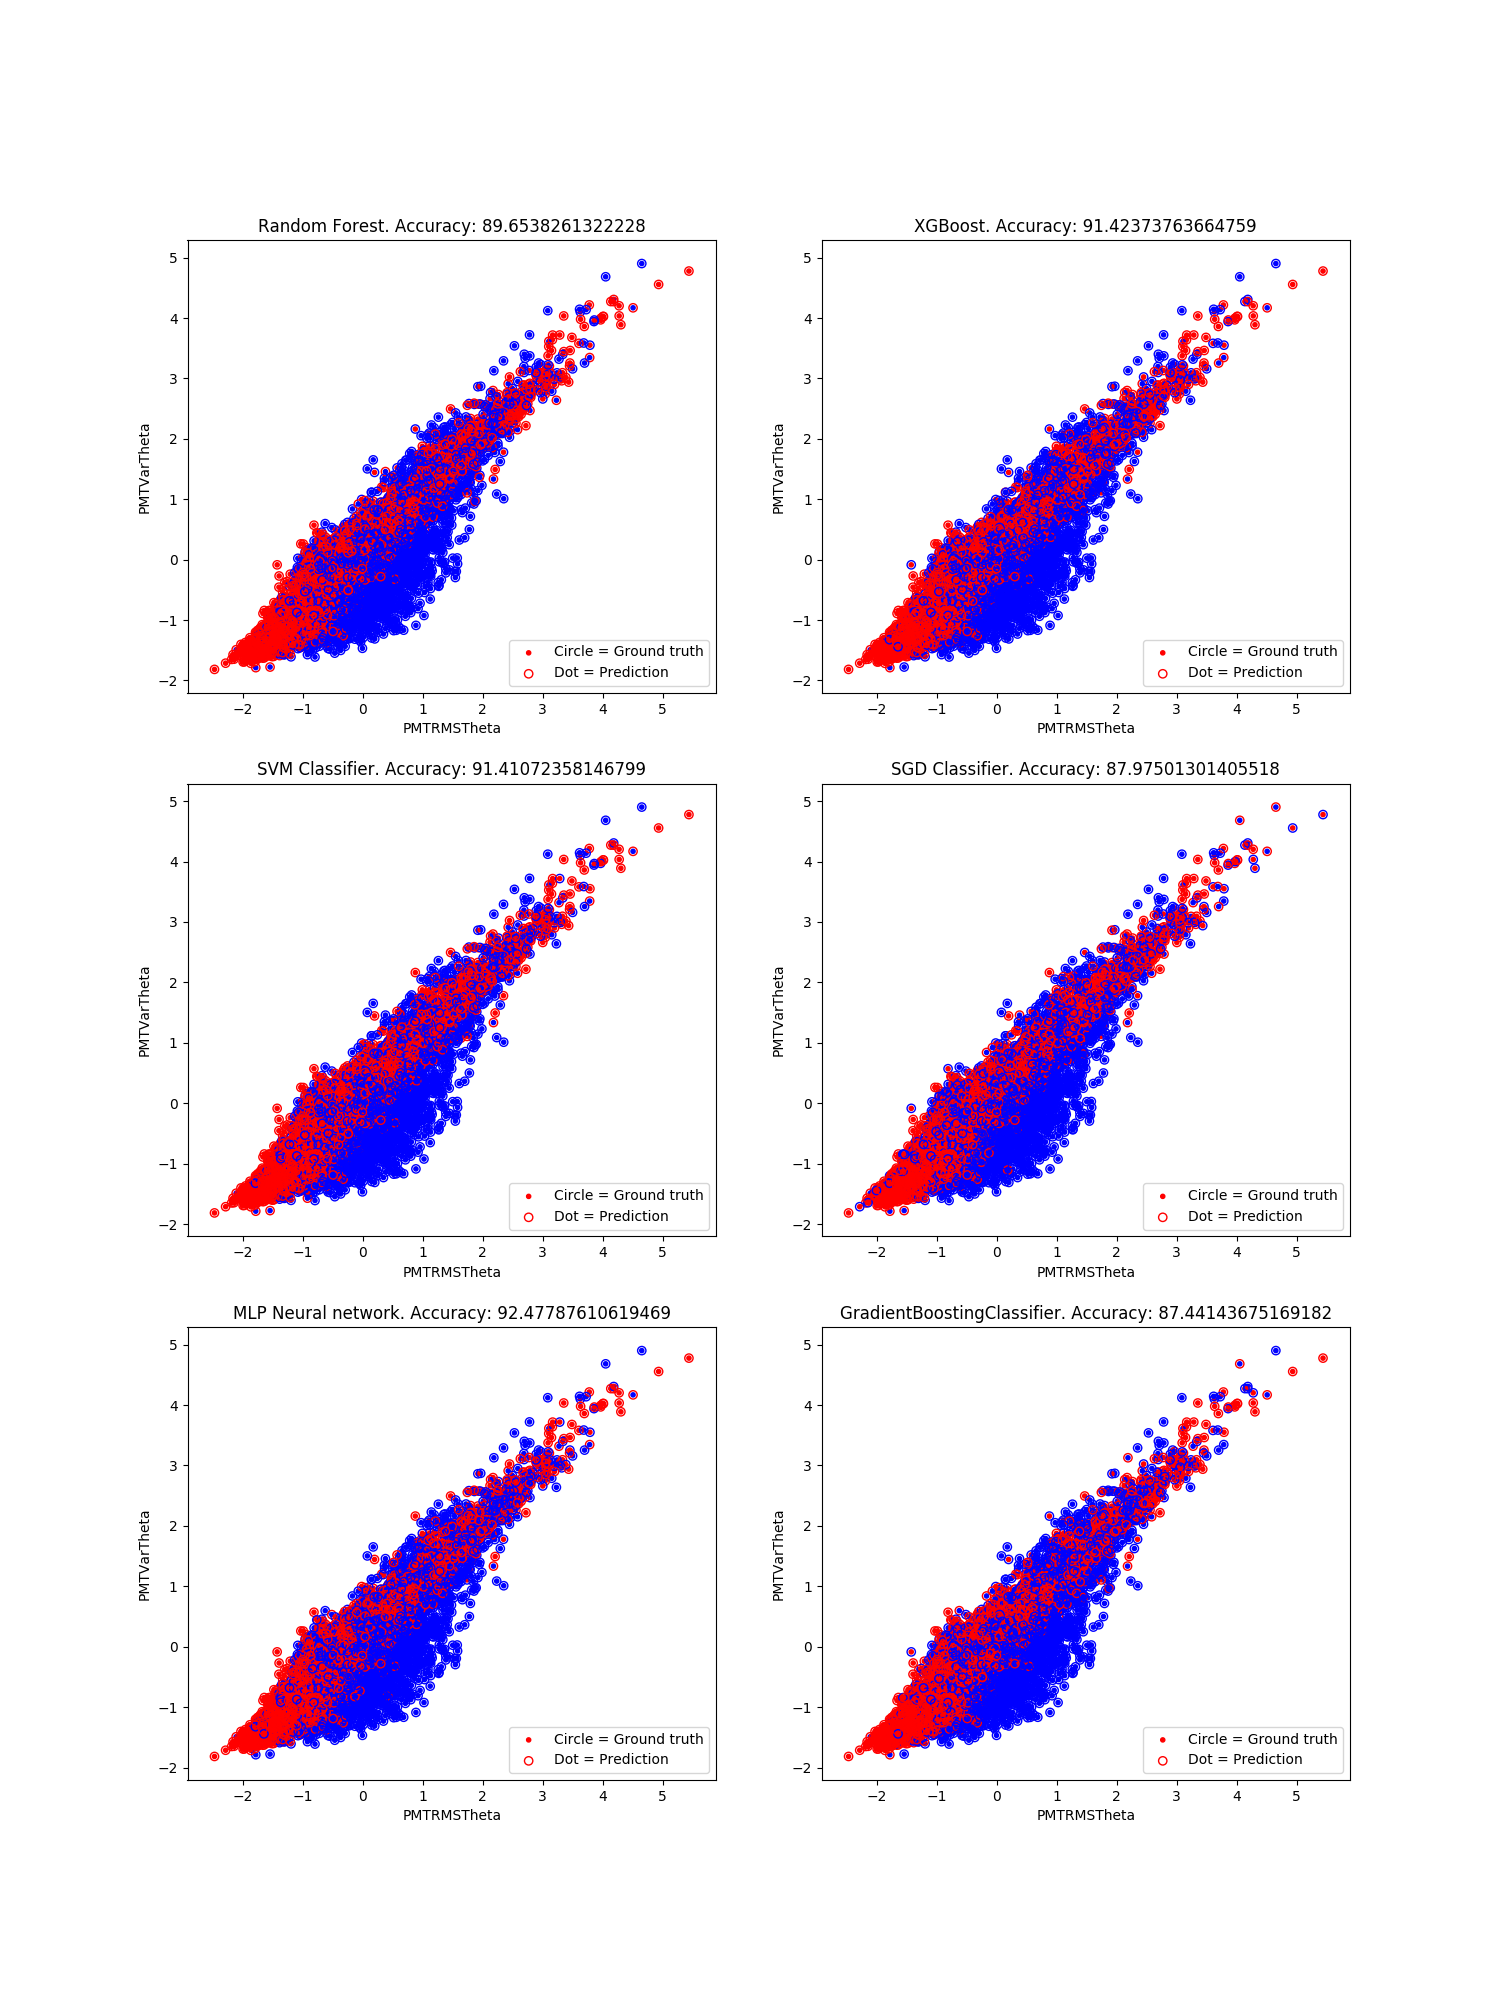 Random Forest. Accuracy: 89.6538261322228
5
4
3
2
1
0
−1
−2
PMTVarTheta
Circle = Ground truth
Dot = Prediction
−2 −1 0 1 2 3 4 5
PMTRMSTheta
XGBoost. Accuracy: 91.42373763664759
5
4
3
2
1
0
−1
−2
PMTVarTheta
Circle = Ground truth
Dot = Prediction
−2 −1 0 1 2 3 4 5
PMTRMSTheta
SVM Classifier. Accuracy: 91.41072358146799
5
4
3
2
1
0
−1
−2
PMTVarTheta
Circle = Ground truth
Dot = Prediction
−2 −1 0 1 2 3 4 5
PMTRMSTheta
SGD Classifier. Accuracy: 87.97501301405518
5
4
3
2
1
0
−1
−2
PMTVarTheta
Circle = Ground truth
Dot = Prediction
−2 −1 0 1 2 3 4 5
PMTRMSTheta
MLP Neural network. Accuracy: 92.47787610619469
5
4
3
2
1
0
−1
−2
PMTVarTheta
Circle = Ground truth
Dot = Prediction
−2 −1 0 1 2 3 4 5
PMTRMSTheta
GradientBoostingClassifier. Accuracy: 87.44143675169182
5
4
3
2
1
0
−1
−2
PMTVarTheta
Circle = Ground truth
Dot = Prediction
−2 −1 0 1 2 3 4 5
PMTRMSTheta